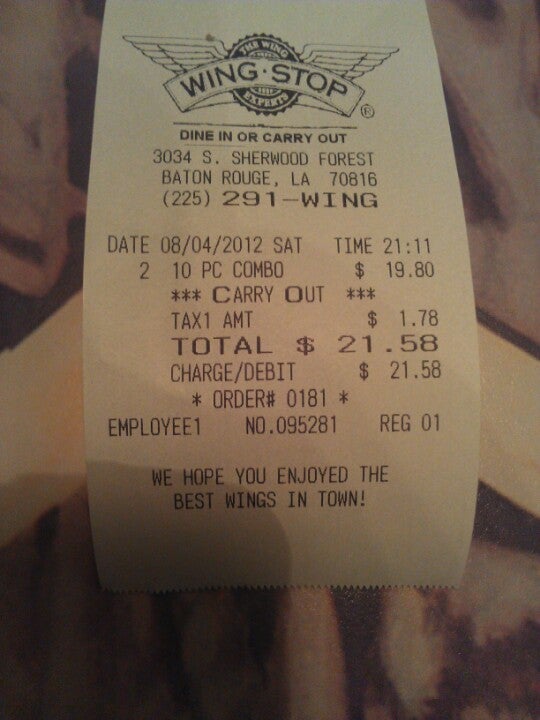 THE WING
WING·STOP
EXPERTS
®
DINE IN OR CARRY OUT
3034 S. SHERWOOD FOREST
BATON ROUGE, LA 70816
(225) 291-WING
DATE 08/04/2012 SAT TIME 21:11
2 10 PC COMBO $ 19.80
*** CARRY OUT ***
TAX1 AMT $ 1.78
TOTAL $ 21.58
CHARGE/DEBIT $ 21.58
* ORDER# 0181 *
EMPLOYEE1 NO.095281 REG 01
WE HOPE YOU ENJOYED THE
BEST WINGS IN TOWN!